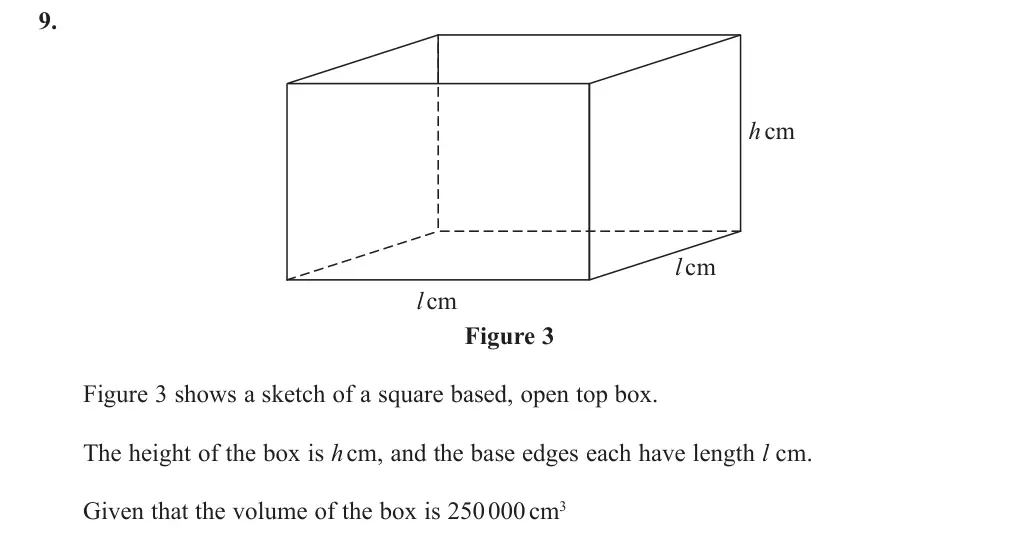 9.
h cm
l cm
l cm
Figure 3
Figure 3 shows a sketch of a square based, open top box.
The height of the box is h cm, and the base edges each have length l cm.
Given that the volume of the box is 250 000 cm³